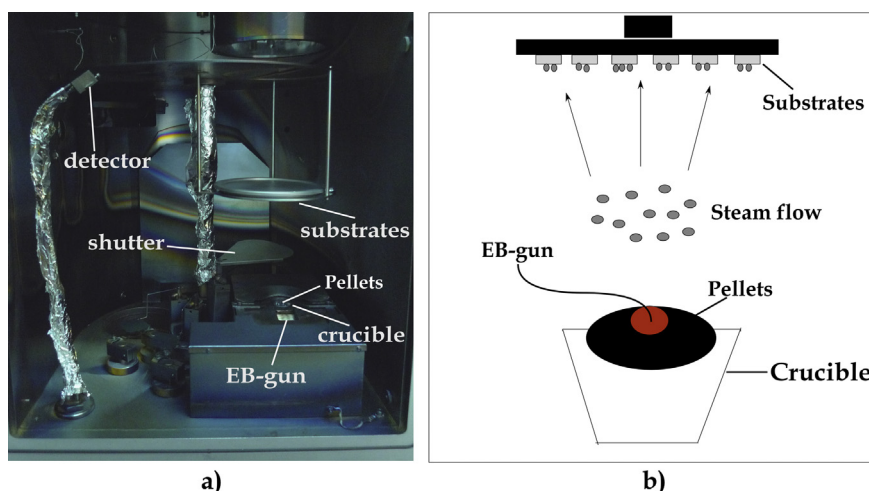 detector
substrates
shutter
Pellets
crucible
EB-gun
a)
Substrates
Steam flow
EB-gun
Pellets
Crucible
b)